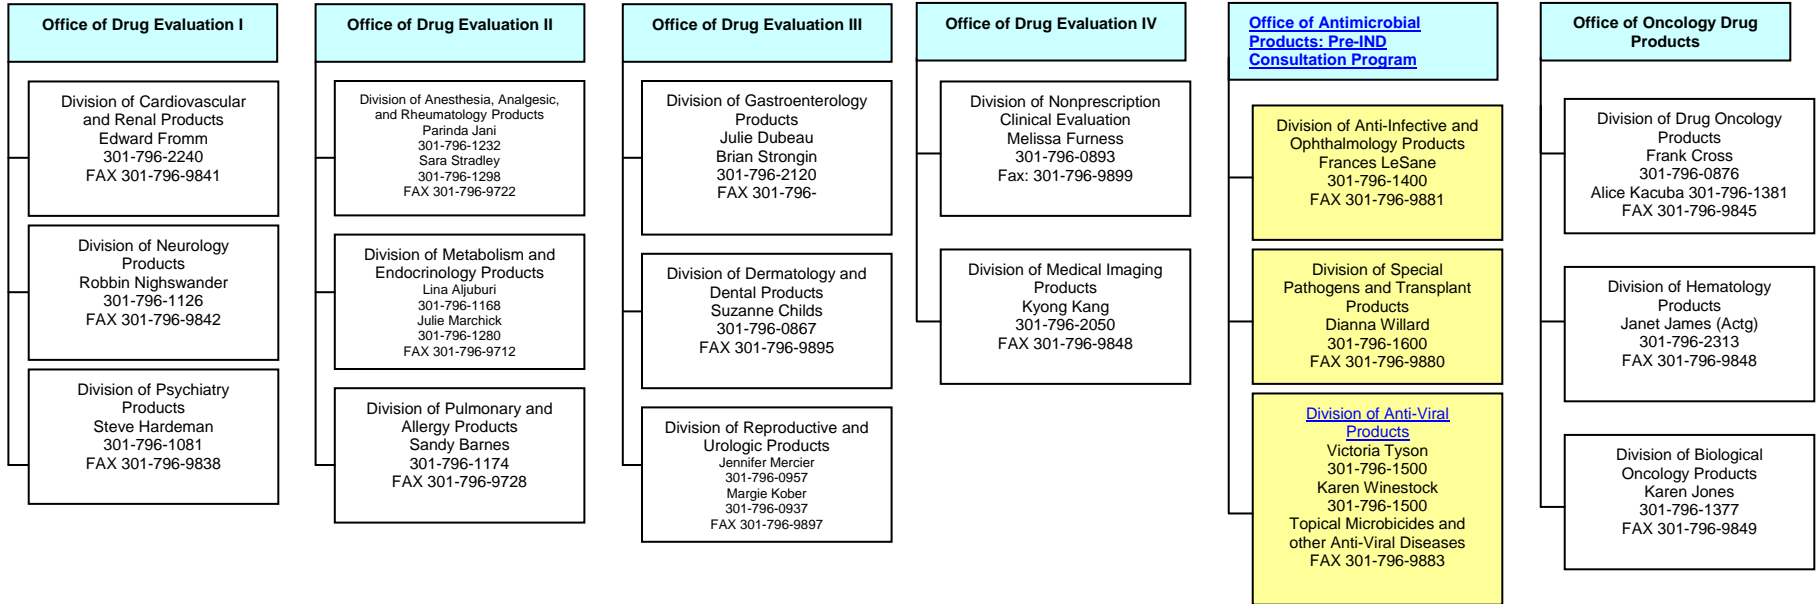 Office of Drug Evaluation I
Division of Cardiovascular
and Renal Products
Edward Fromm
301-796-2240
FAX 301-796-9841
Division of Neurology
Products
Robbin Nighswander
301-796-1126
FAX 301-796-9842
Division of Psychiatry
Products
Steve Hardeman
301-796-1081
FAX 301-796-9838
Office of Drug Evaluation II
Division of Anesthesia, Analgesic,
and Rheumatology Products
Parinda Jani
301-796-1232
Sara Stradley
301-796-1298
FAX 301-796-9722
Division of Metabolism and
Endocrinology Products
Lina Aljuburi
301-796-1168
Julie Marchick
301-796-1280
FAX 301-796-9712
Division of Pulmonary and
Allergy Products
Sandy Barnes
301-796-1174
FAX 301-796-9728
Office of Drug Evaluation III
Division of Gastroenterology
Products
Julie Dubeau
Brian Strongin
301-796-2120
FAX 301-796-
Division of Dermatology and
Dental Products
Suzanne Childs
301-796-0867
FAX 301-796-9895
Division of Reproductive and
Urologic Products
Jennifer Mercier
301-796-0957
Margie Kober
301-796-0937
FAX 301-796-9897
Office of Drug Evaluation IV
Division of Nonprescription
Clinical Evaluation
Melissa Furness
301-796-0893
Fax: 301-796-9899
Division of Medical Imaging
Products
Kyong Kang
301-796-2050
FAX 301-796-9848
Office of Antimicrobial
Products: Pre-IND
Consultation Program
Division of Anti-Infective and
Ophthalmology Products
Frances LeSane
301-796-1400
FAX 301-796-9881
Division of Special
Pathogens and Transplant
Products
Dianna Willard
301-796-1600
FAX 301-796-9880
Division of Anti-Viral
Products
Victoria Tyson
301-796-1500
Karen Winestock
301-796-1500
Topical Microbicides and
other Anti-Viral Diseases
FAX 301-796-9883
Office of Oncology Drug
Products
Division of Drug Oncology
Products
Frank Cross
301-796-0876
Alice Kacuba 301-796-1381
FAX 301-796-9845
Division of Hematology
Products
Janet James (Actg)
301-796-2313
FAX 301-796-9848
Division of Biological
Oncology Products
Karen Jones
301-796-1377
FAX 301-796-9849